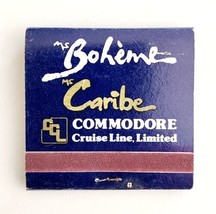 MS
Bohème
MS
Caribe
CCL COMMODORE
Cruise Line, Limited